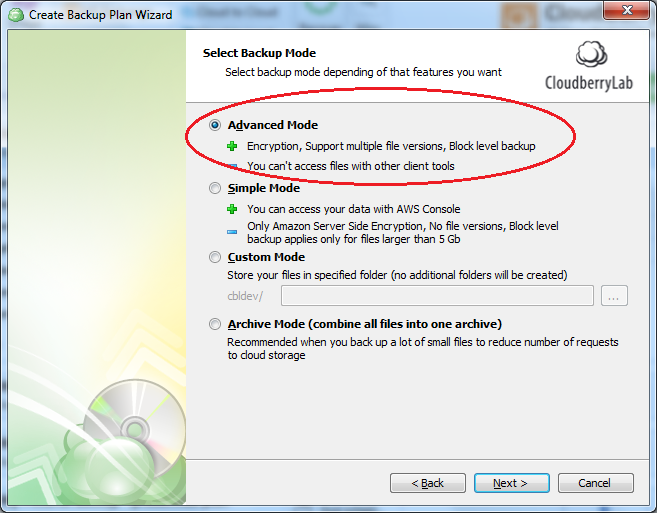 Create Backup Plan Wizard
Select Backup Mode
Select backup mode depending of that features you want
CloudberryLab
Advanced Mode
Encryption, Support multiple file versions, Block level backup
You can't access files with other client tools
Simple Mode
You can access your data with AWS Console
Only Amazon Server Side Encryption, No file versions, Block level
backup applies only for files larger than 5 Gb
Custom Mode
Store your files in specified folder (no additional folders will be created)
cbldev/
...
Archive Mode (combine all files into one archive)
Recommended when you back up a lot of small files to reduce number of requests
to cloud storage
< Back
Next >
Cancel